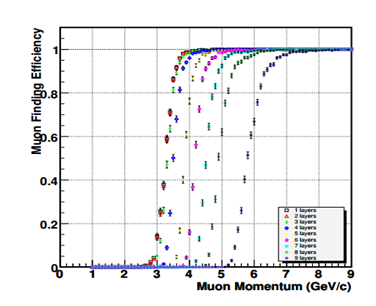 Muon Finding Efficiency
1
0.8
0.6
0.4
0.2
0
0 1 2 3 4 5 6 7 8 9
Muon Momentum (GeV/c)
1 layers
2 layers
3 layers
4 layers
5 layers
6 layers
7 layers
8 layers
9 layers